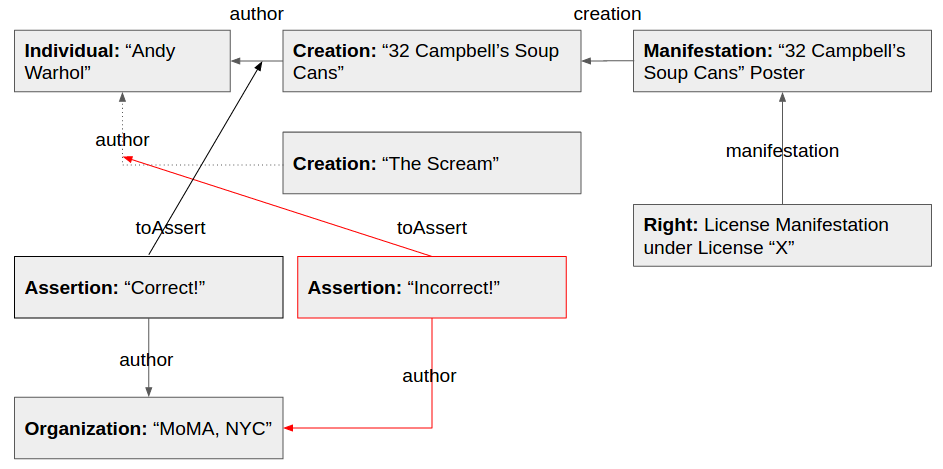 author
creation
Individual: “Andy
Warhol”
Creation: “32 Campbell’s Soup
Cans”
Manifestation: “32 Campbell’s
Soup Cans” Poster
author
Creation: “The Scream”
manifestation
toAssert
toAssert
Right: License Manifestation
under License “X”
Assertion: “Correct!”
Assertion: “Incorrect!”
author
author
Organization: “MoMA, NYC”